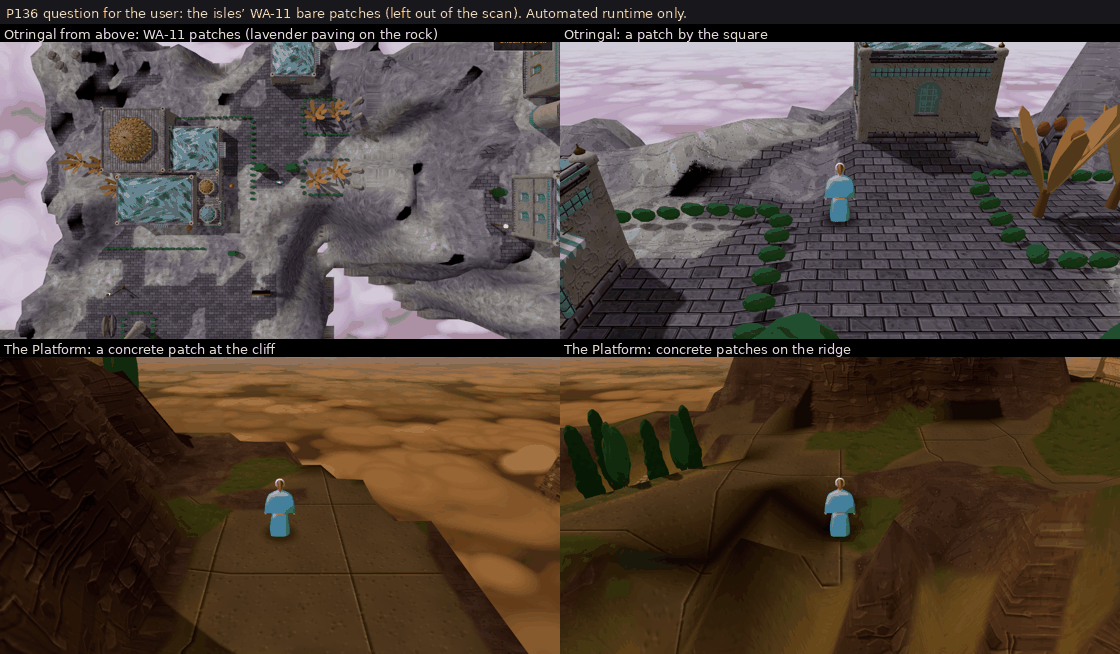 P136 question for the user: the isles’ WA-11 bare patches (left out of the scan). Automated runtime only.
Otringal from above: WA-11 patches (lavender paving on the rock)
Otringal: a patch by the square
The Platform: a concrete patch at the cliff
The Platform: concrete patches on the ridge